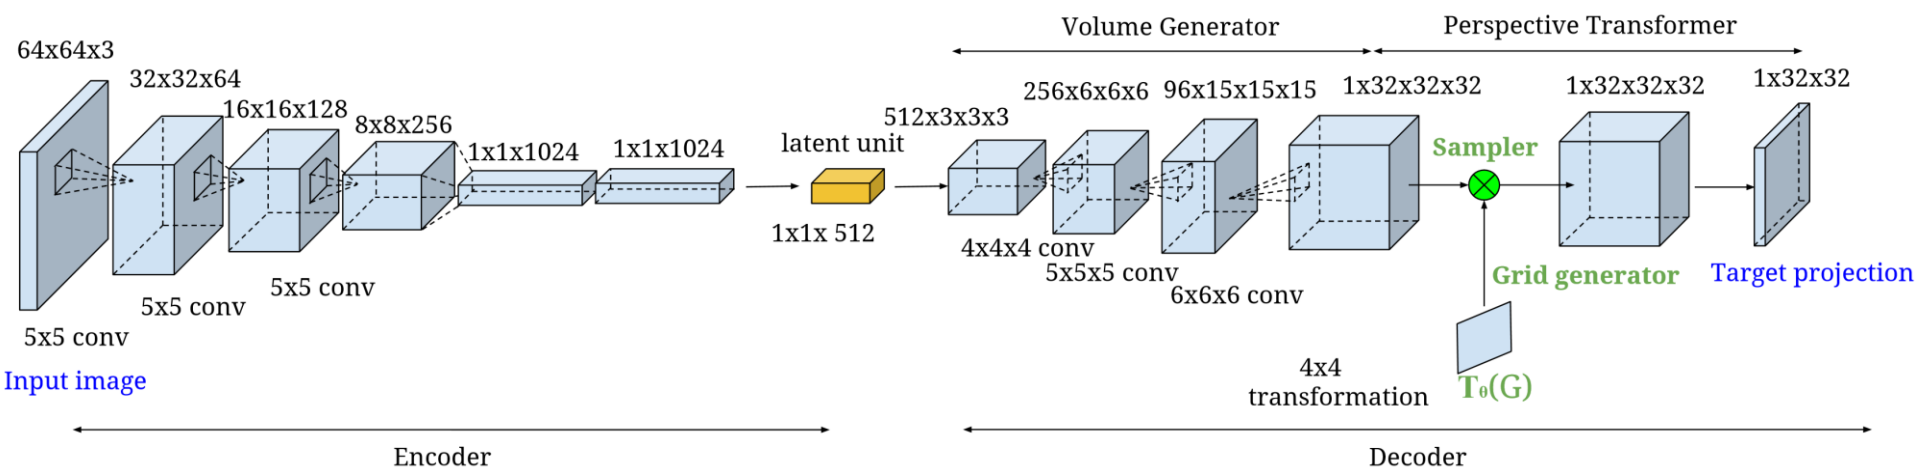 Volume Generator
Perspective Transformer
64x64x3
32x32x64
16x16x128
8x8x256
1x1x1024
1x1x1024
latent unit
1x1x 512
512x3x3x3
256x6x6x6
96x15x15x15
1x32x32x32
1x32x32x32
1x32x32
Sampler
Grid generator
Target projection
4x4x4 conv
5x5x5 conv
6x6x6 conv
5x5 conv
5x5 conv
5x5 conv
Input image
4x4
transformation
Tθ(G)
Encoder
Decoder